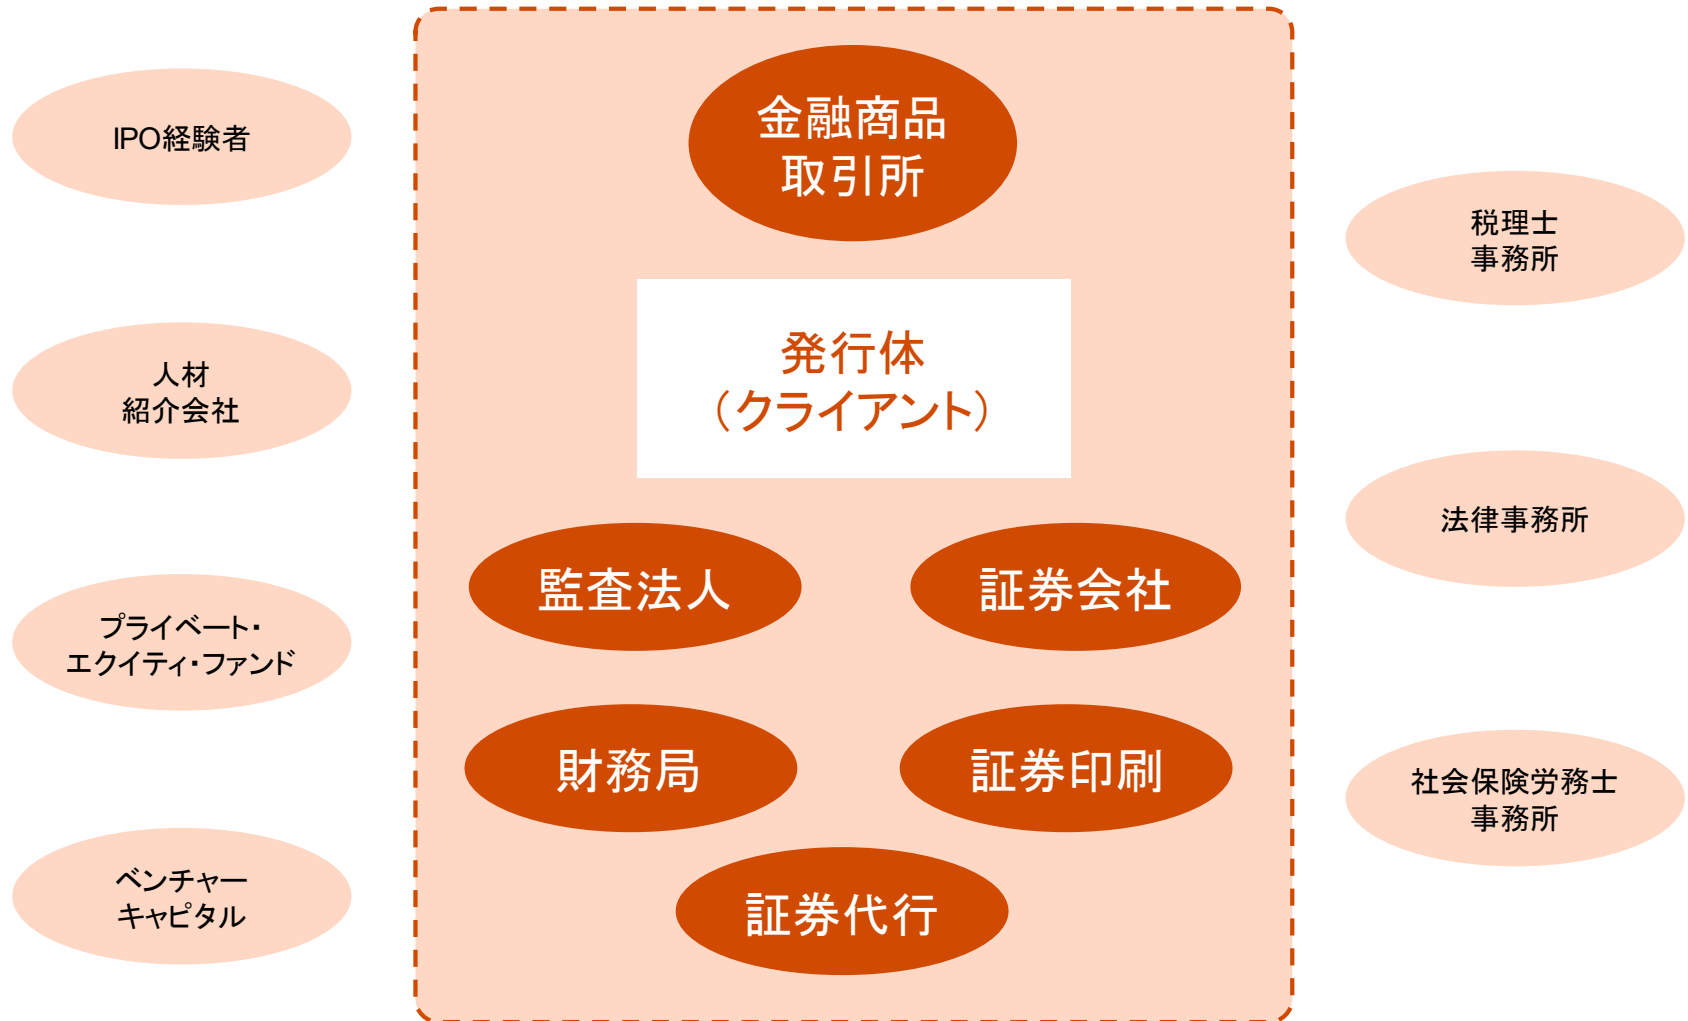 IPO経験者
人材
紹介会社
プライベート・
エクイティ・ファンド
ベンチャー
キャピタル
金融商品
取引所
発行体
（クライアント）
監査法人
証券会社
財務局
証券印刷
証券代行
税理士
事務所
法律事務所
社会保険労務士
事務所